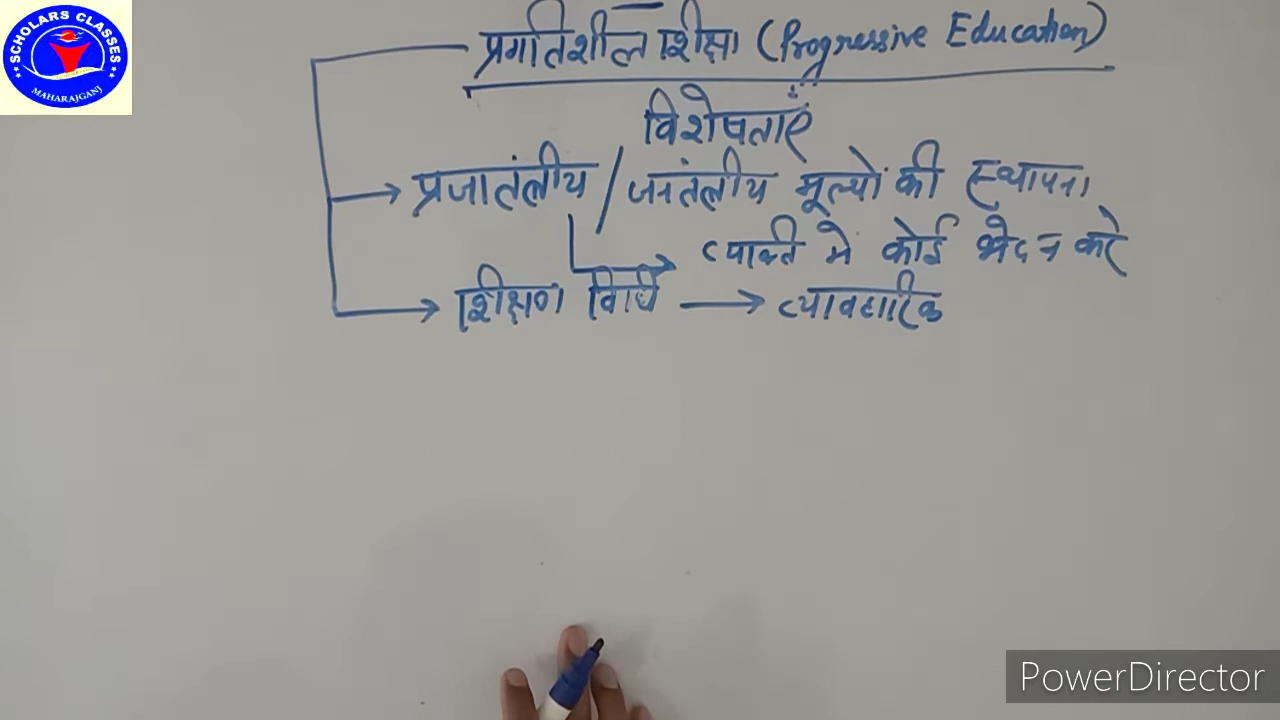 SCHOLARS CLASSES
MAHARAJGANJ
प्रगतिशील शिक्षा (Progressive Education)
विशेषताएँ
प्रजातंत्रीय / जनतंत्रीय मूल्यों की स्थापना
व्यक्ति मे कोई भेद न करे
शिक्षण विधि → व्यावहारिक
PowerDirector